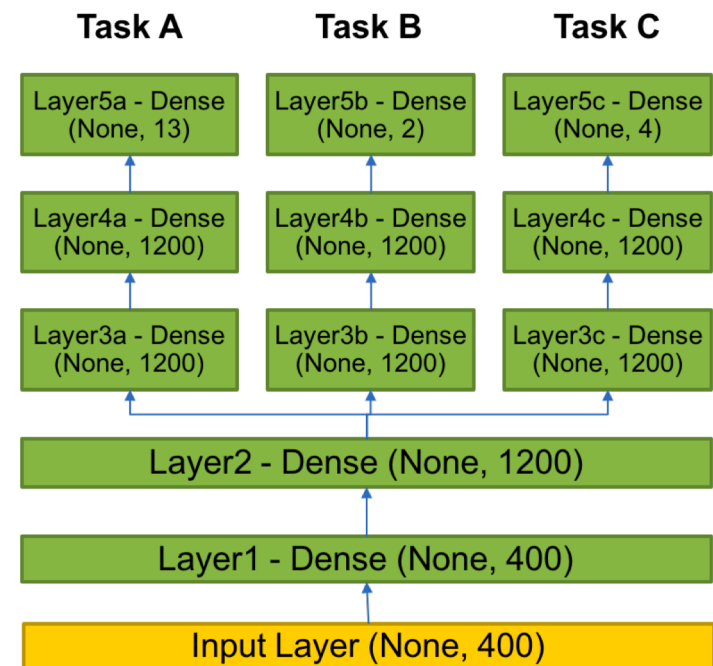 Task A
Task B
Task C
Layer5a - Dense
(None, 13)
Layer5b - Dense
(None, 2)
Layer5c - Dense
(None, 4)
Layer4a - Dense
(None, 1200)
Layer4b - Dense
(None, 1200)
Layer4c - Dense
(None, 1200)
Layer3a - Dense
(None, 1200)
Layer3b - Dense
(None, 1200)
Layer3c - Dense
(None, 1200)
Layer2 - Dense (None, 1200)
Layer1 - Dense (None, 400)
Input Layer (None, 400)